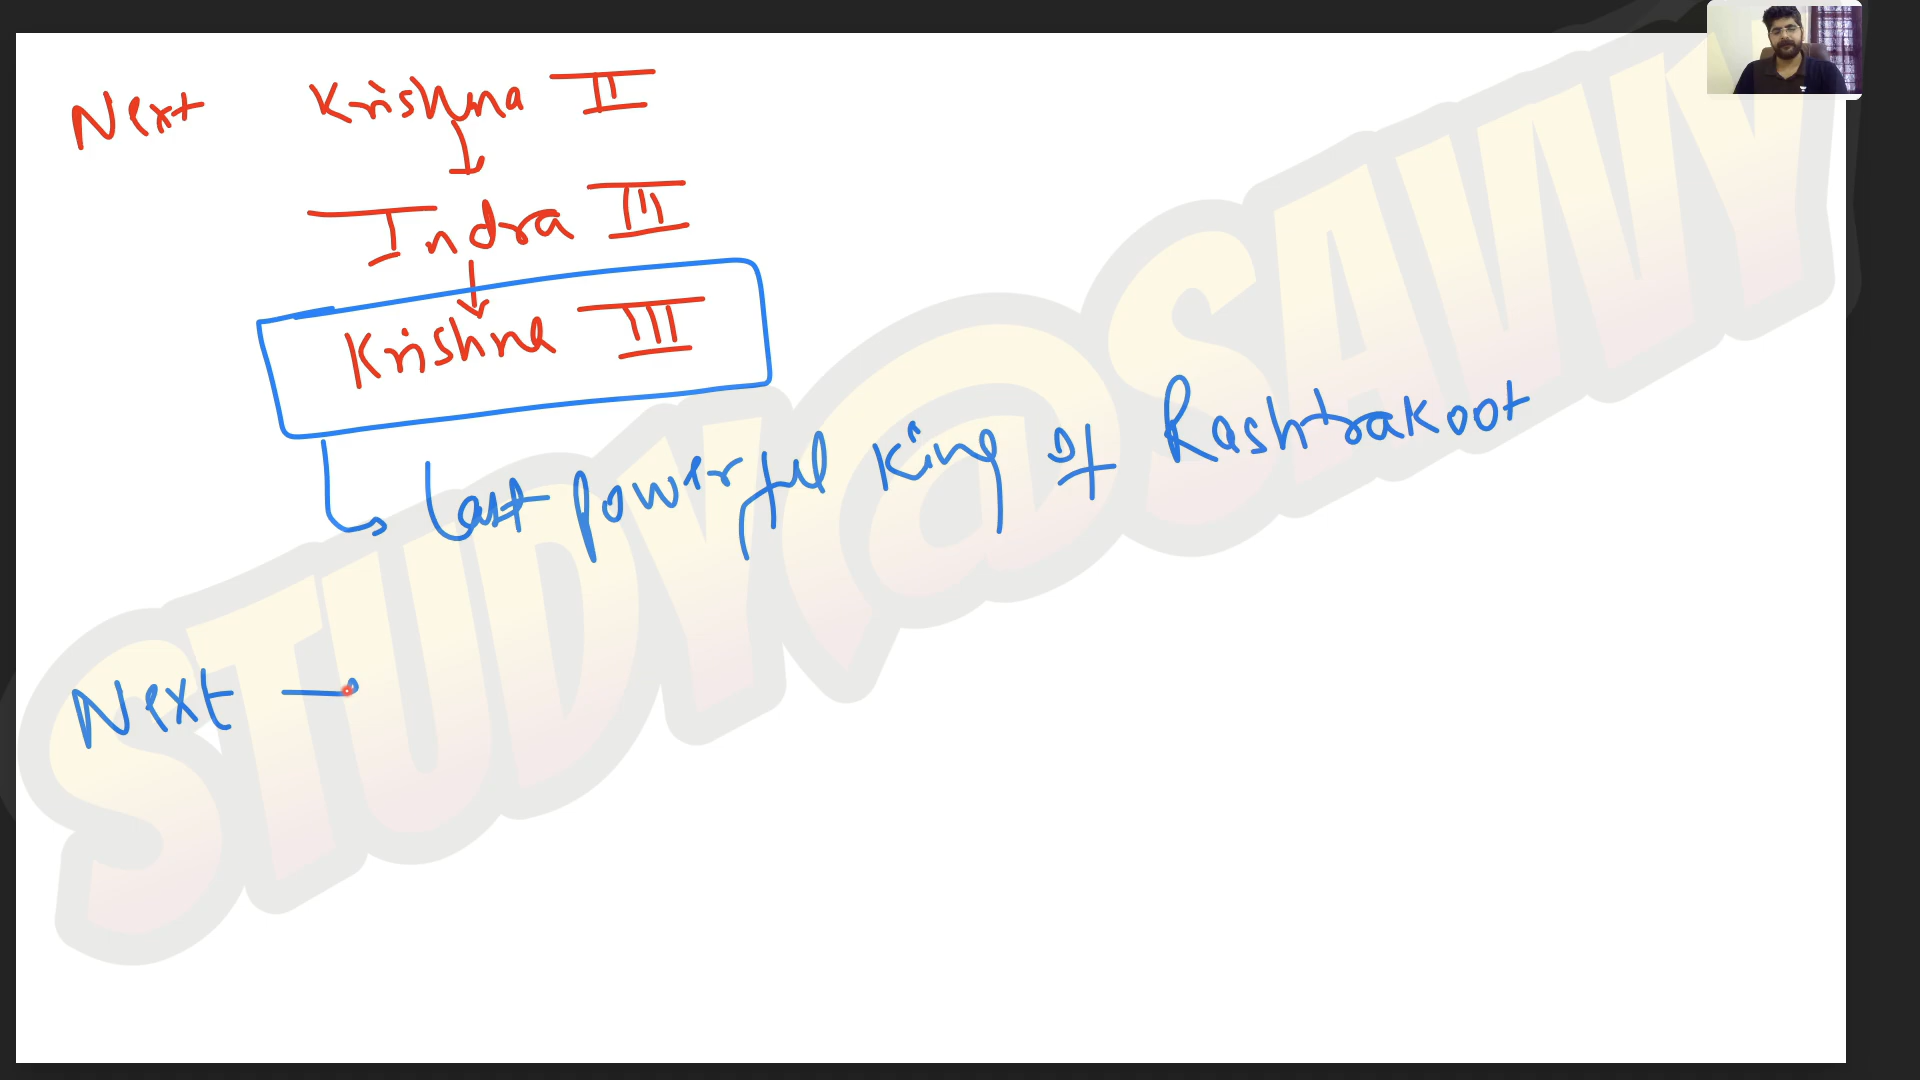 Next Krishna II
Indra III
Krishna III
Last powerful king of Rashtrakoot
Next →
STUDY@SAVVY